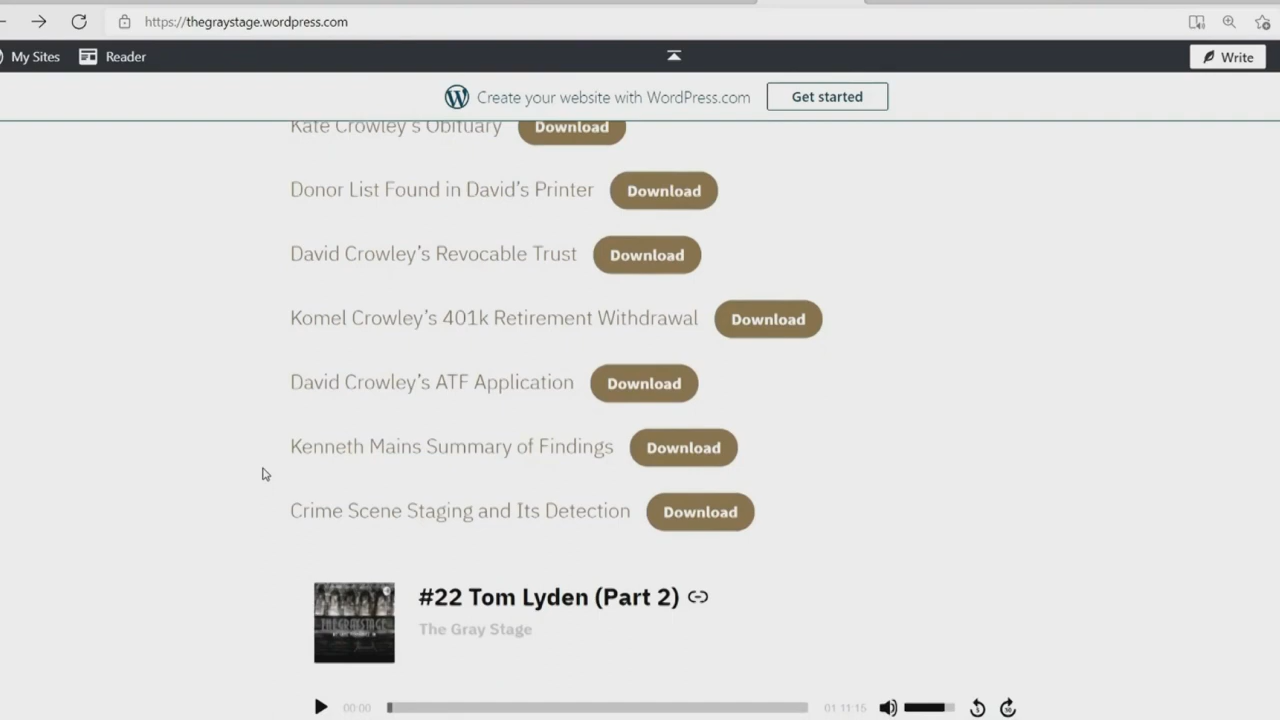 https://thegraystage.wordpress.com
My Sites
Reader
Write
Create your website with WordPress.com
Get started
Kate Crowley's Obituary
Download
Donor List Found in David's Printer
Download
David Crowley's Revocable Trust
Download
Komel Crowley's 401k Retirement Withdrawal
Download
David Crowley's ATF Application
Download
Kenneth Mains Summary of Findings
Download
Crime Scene Staging and Its Detection
Download
#22 Tom Lyden (Part 2)
The Gray Stage
THEGRAYSTAGE
00:00
01:11:15